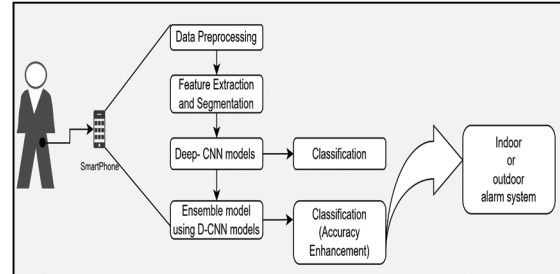 Data Preprocessing
Feature Extraction
and Segmentation
SmartPhone
Deep- CNN models
Classification
Ensemble model
using D-CNN models
Classification
(Accuracy
Enhancement)
Indoor
or
outdoor
alarm system